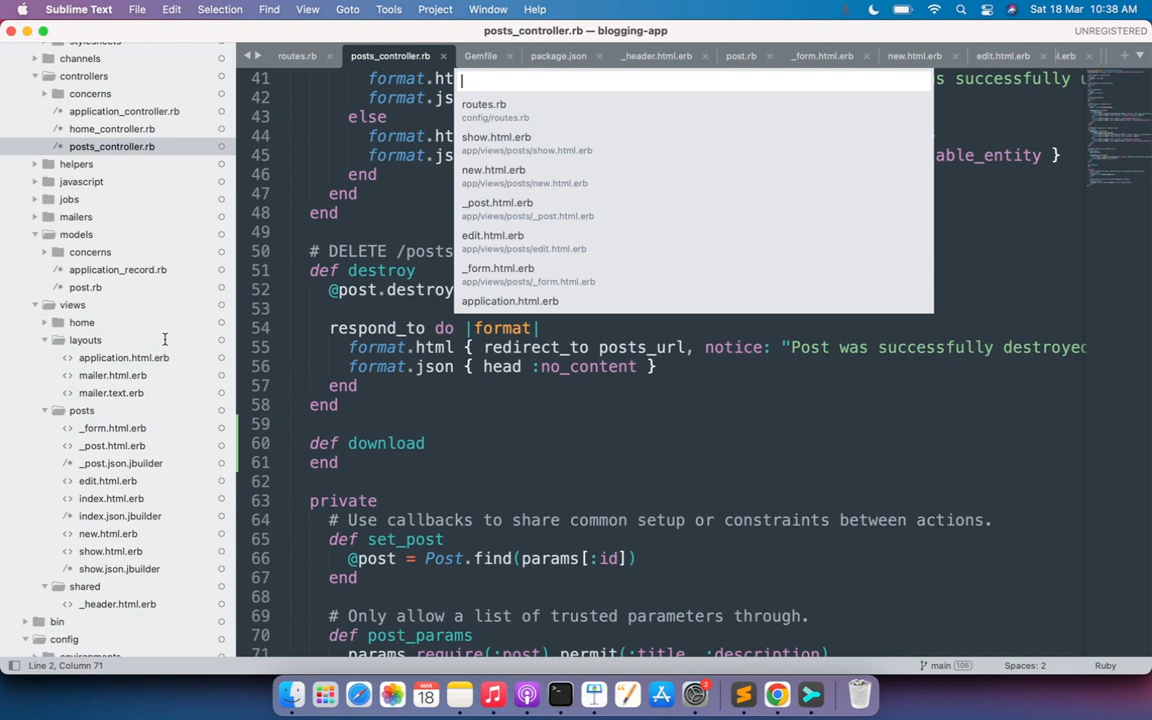 Sublime Text File Edit Selection Find View Goto Tools Project Window Help Sat 18 Mar 10:38 AM
posts_controller.rb — blogging-app UNREGISTERED
routes.rb posts_controller.rb Gemfile package.json _header.html.erb post.rb _form.html.erb new.html.erb edit.html.erb
channels
controllers
concerns
application_controller.rb
home_controller.rb
posts_controller.rb
helpers
javascript
jobs
mailers
models
concerns
application_record.rb
post.rb
views
home
layouts
application.html.erb
mailer.html.erb
mailer.text.erb
posts
_form.html.erb
_post.html.erb
_post.json.jbuilder
edit.html.erb
index.html.erb
index.json.jbuilder
new.html.erb
show.html.erb
show.json.jbuilder
shared
_header.html.erb
bin
config
routes.rb
config/routes.rb
show.html.erb
app/views/posts/show.html.erb
new.html.erb
app/views/posts/new.html.erb
_post.html.erb
app/views/posts/_post.html.erb
edit.html.erb
app/views/posts/edit.html.erb
_form.html.erb
app/views/posts/_form.html.erb
application.html.erb
41 format.ht s successfully u
42 format.js
43 else
44 format.ht
45 format.js able_entity }
46 end
47 end
48 end
49
50 # DELETE /posts
51 def destroy
52 @post.destroy
53
54 respond_to do |format|
55 format.html { redirect_to posts_url, notice: "Post was successfully destroyed
56 format.json { head :no_content }
57 end
58 end
59
60 def download
61 end
62
63 private
64 # Use callbacks to share common setup or constraints between actions.
65 def set_post
66 @post = Post.find(params[:id])
67 end
68
69 # Only allow a list of trusted parameters through.
70 def post_params
71 params.require(:post).permit(:title, :description)
Line 2, Column 71 main 106 Spaces: 2 Ruby
MAR
18
2